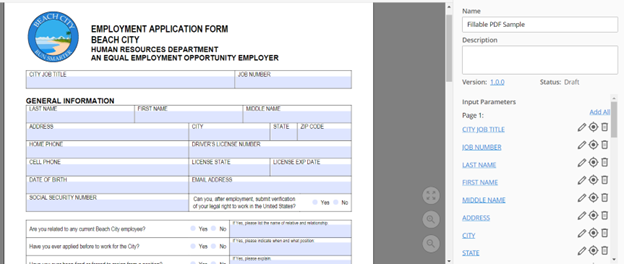 BEACH CITY
RUN SMARTER
EMPLOYMENT APPLICATION FORM
BEACH CITY
HUMAN RESOURCES DEPARTMENT
AN EQUAL EMPLOYMENT OPPORTUNITY EMPLOYER
CITY JOB TITLE JOB NUMBER
GENERAL INFORMATION
LAST NAME FIRST NAME MIDDLE NAME
ADDRESS CITY STATE ZIP CODE
HOME PHONE DRIVER'S LICENSE NUMBER
CELL PHONE LICENSE STATE LICENSE EXP DATE
DATE OF BIRTH EMAIL ADDRESS
SOCIAL SECURITY NUMBER Can you, after employment, submit verification
of your legal right to work in the United States? Yes No
Are you related to any current Beach City employee? Yes No If Yes, please list the name of relative and relationship
Have you ever applied before to work for the City? Yes No If Yes, please indicate when and what position
If Yes, please explain
Name
Fillable PDF Sample
Description
Version: 1.0.0 Status: Draft
Input Parameters
Page 1: Add All
CITY JOB TITLE
JOB NUMBER
LAST NAME
FIRST NAME
MIDDLE NAME
ADDRESS
CITY
STATE